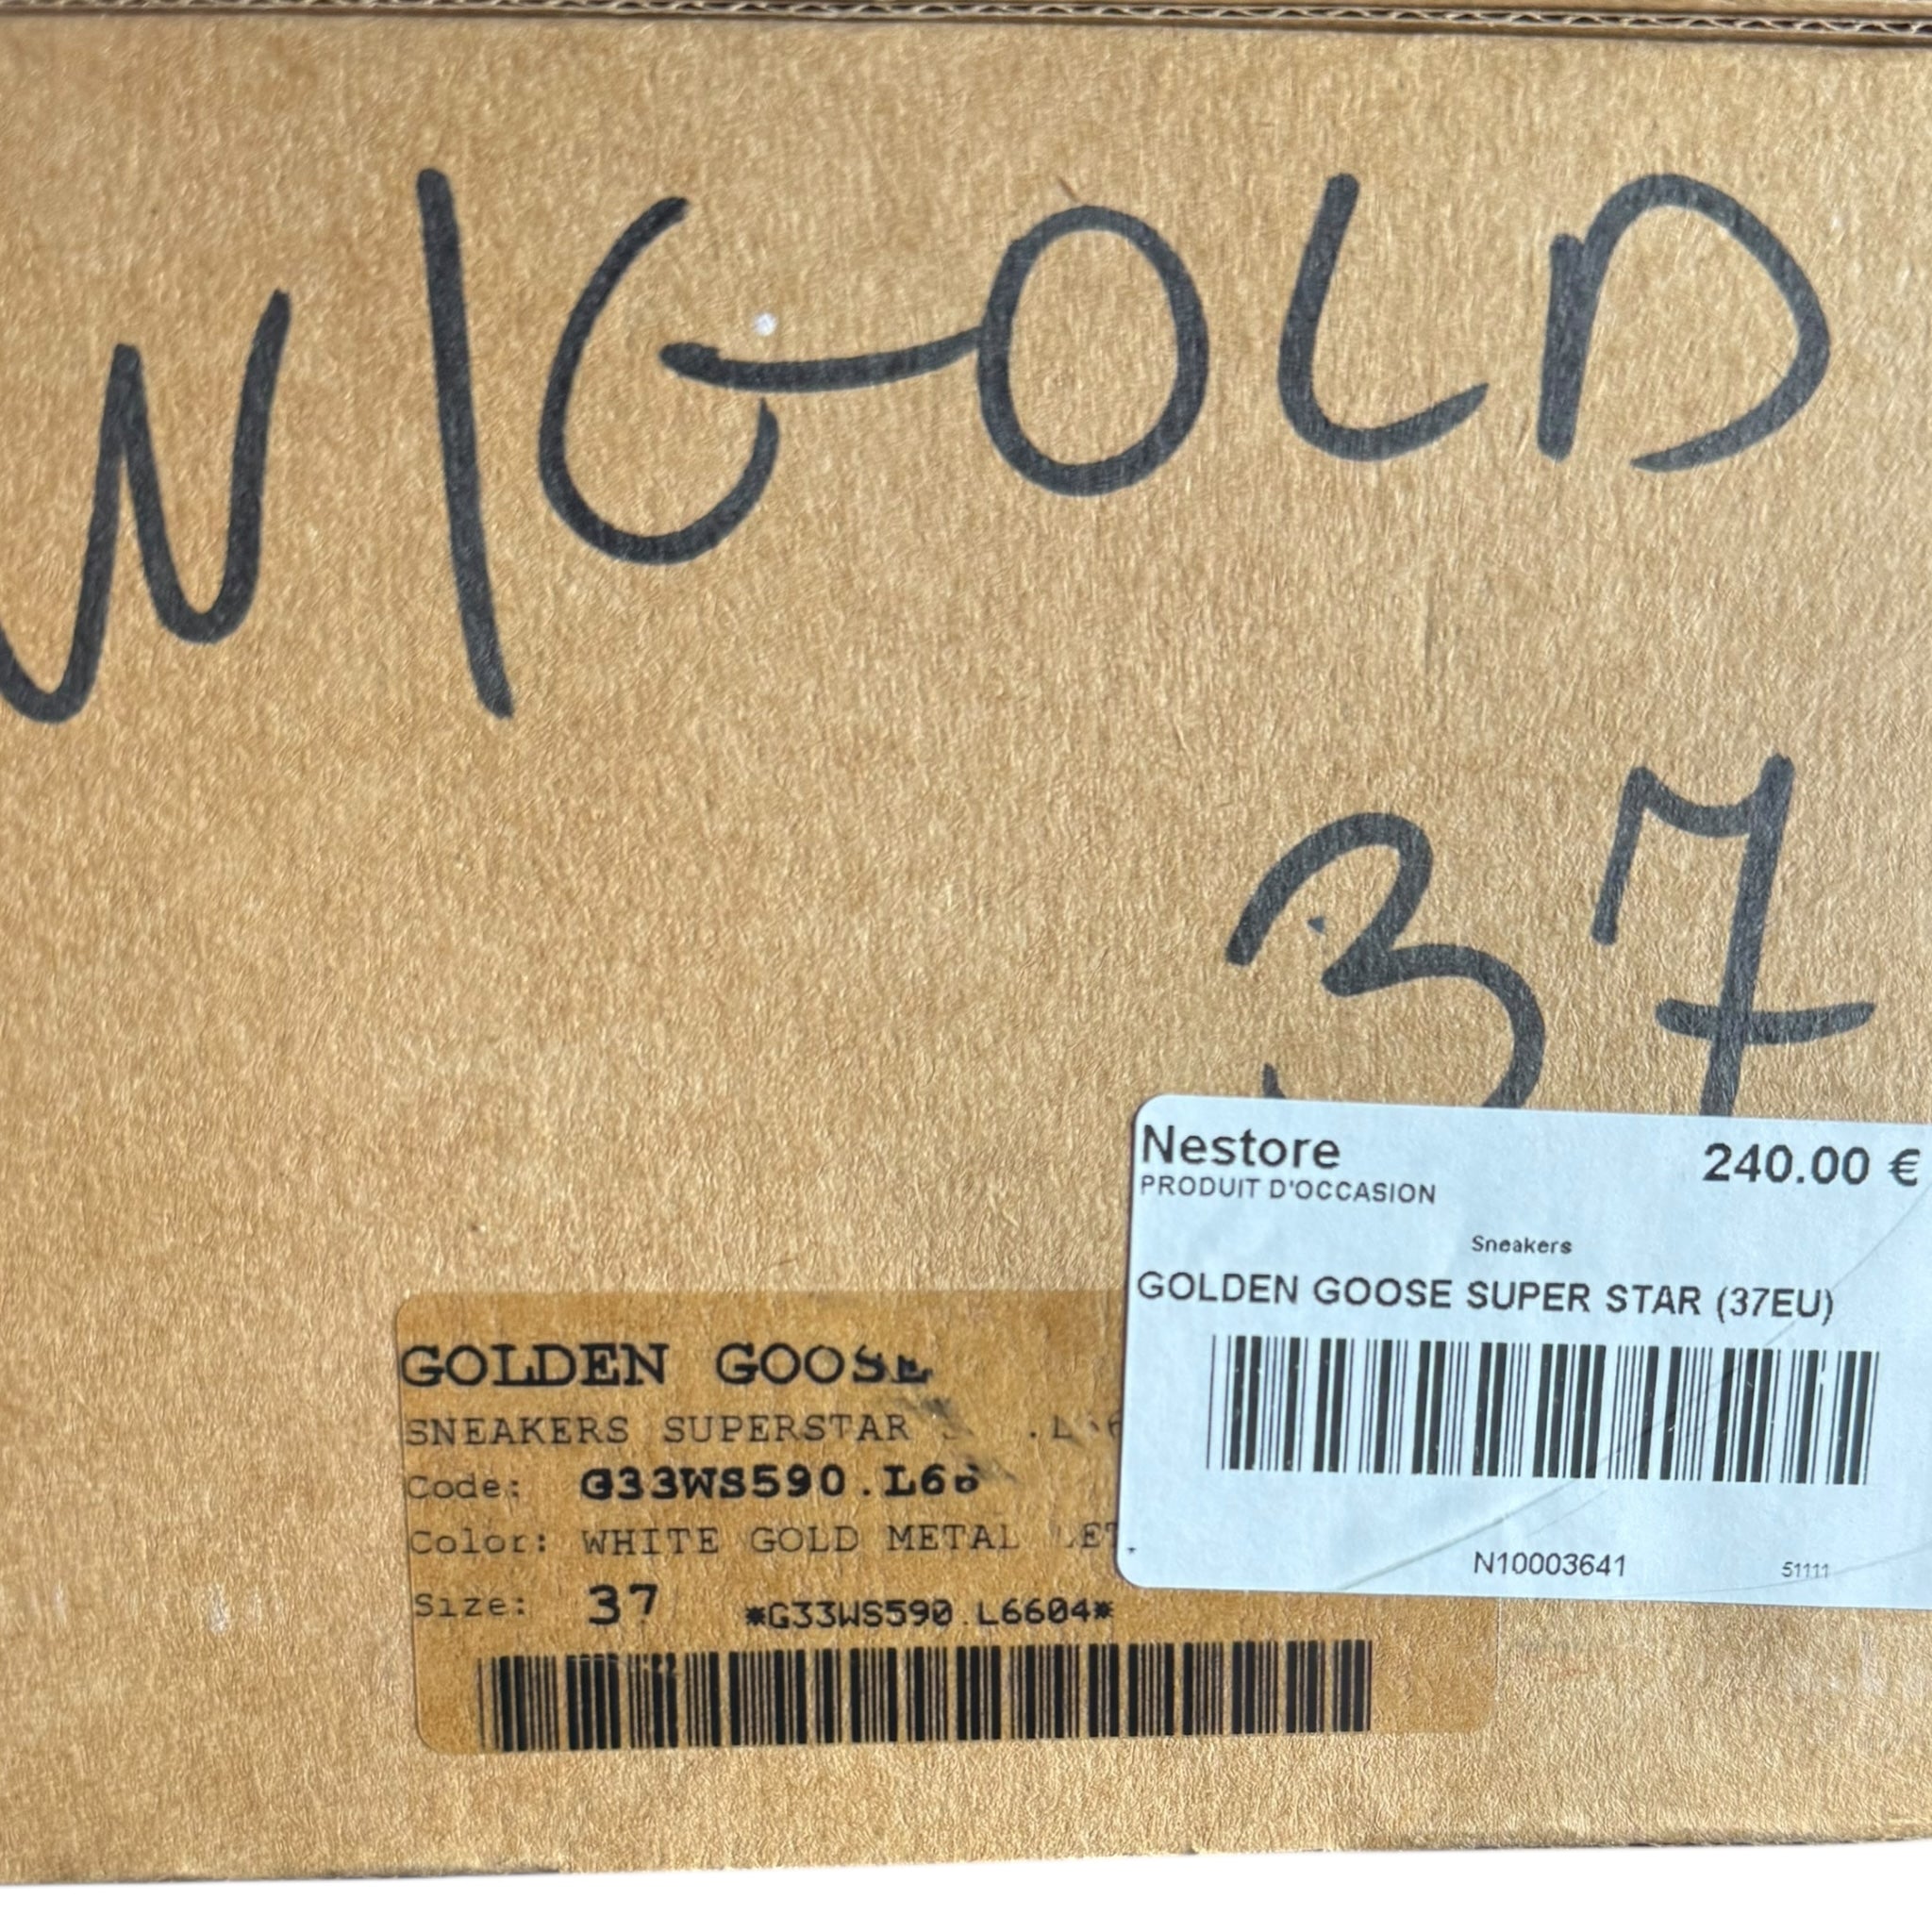 W/GOLD
37
Nestore 240.00 €
PRODUIT D'OCCASION
Sneakers
GOLDEN GOOSE SUPER STAR (37EU)
N10003641 51111
GOLDEN GOOSE
SNEAKERS SUPERSTAR
Code: G33WS590.L66
Color: WHITE GOLD METAL
Size: 37 *G33WS590.L6604*